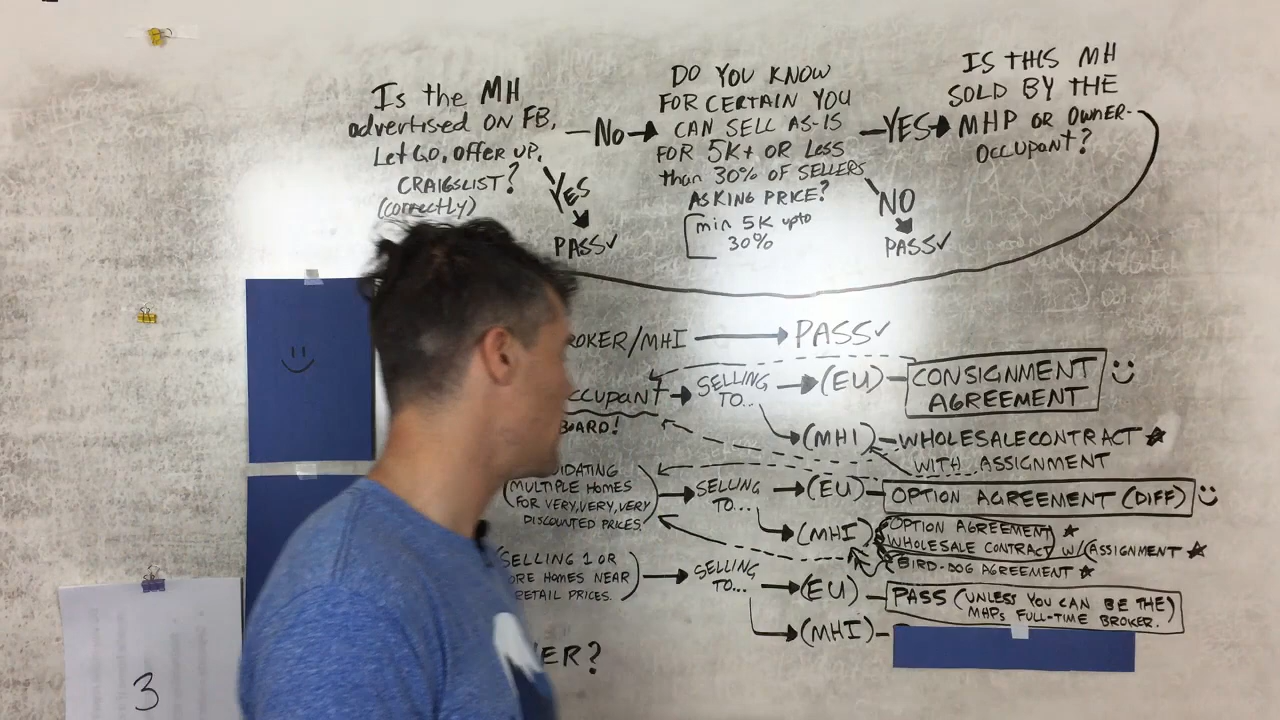 Is the MH
advertised ON FB,
LetGo, OFFER UP,
CRAIGSLIST?
(correctly)
No
YES
PASS✓
DO YOU KNOW
FOR CERTAIN YOU
CAN SELL AS-IS
FOR 5K+ OR Less
than 30% OF SELLERS
ASKING PRICE?
min 5K upto
30%
YES
NO
PASS✓
IS THIS MH
SOLD BY THE
MHP OR OWNER-
OCCUPANT?
ROKER/MHI
PASS✓
ccupant
BOARD!
SELLING
TO...
(EU)
CONSIGNMENT
AGREEMENT
(MHI)
WHOLESALE CONTRACT
WITH ASSIGNMENT
IDATING
MULTIPLE HOMES
FOR VERY, VERY, VERY
DISCOUNTED PRICES.
SELLING
TO...
(EU)
OPTION AGREEMENT (DIFF)
(MHI)
OPTION AGREEMENT
WHOLESALE CONTRACT W/ ASSIGNMENT
BIRD-DOG AGREEMENT
(SELLING 1 OR
ORE HOMES NEAR
RETAIL PRICES.
SELLING
TO...
(EU)
PASS (UNLESS YOU CAN BE THE)
MHPs FULL-TIME BROKER.
(MHI)
ER?
3